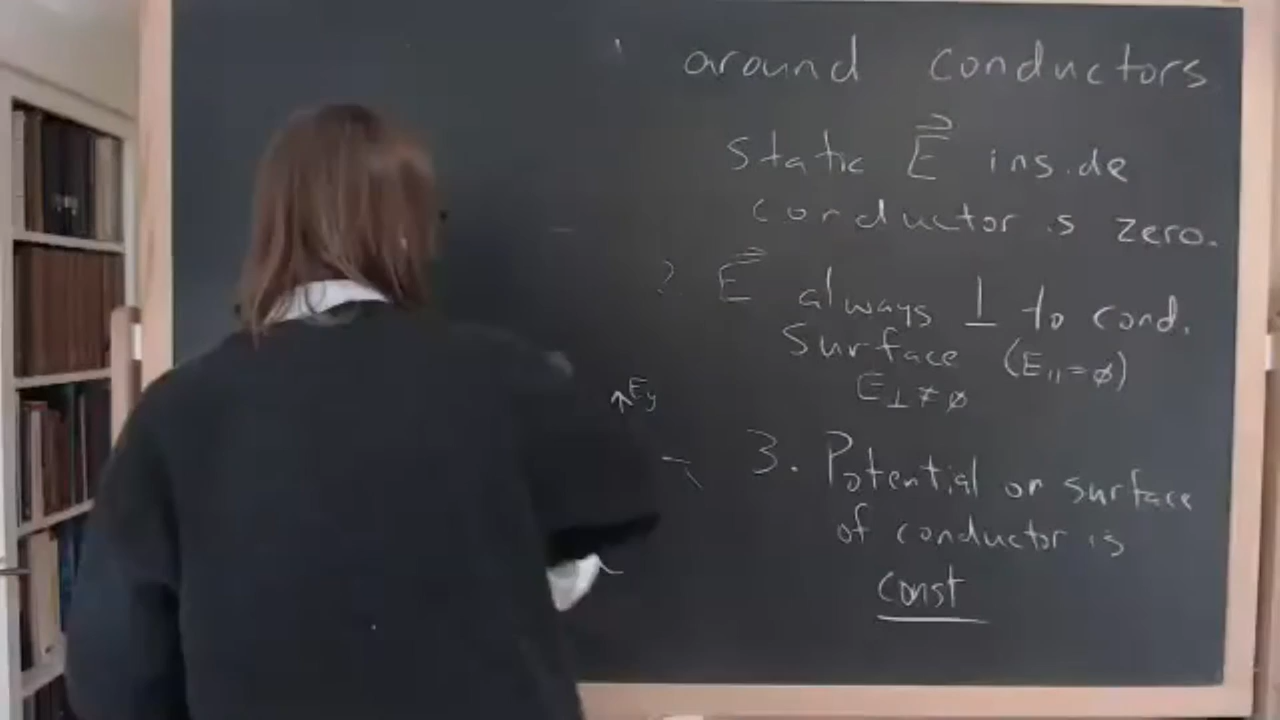 around conductors
Static E⃗ inside
conductor is zero.
? E⃗ always ⊥ to cond.
Surface (E∥=∅)
E⊥≠∅
↑Ey
3. Potential or surface
of conductor is
const